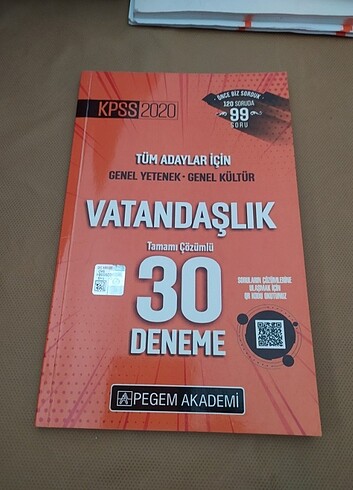 KPSS 2020
ÖNCE BİZ SORDUK
120 SORUDA
99
SORU
TÜM ADAYLAR İÇİN
GENEL YETENEK - GENEL KÜLTÜR
VATANDAŞLIK
Tamamı Çözümlü
30
DENEME
SORULARIN ÇÖZÜMLERİNE
ULAŞMAK İÇİN
QR KODU OKUTUNUZ
PEGEM AKADEMİ